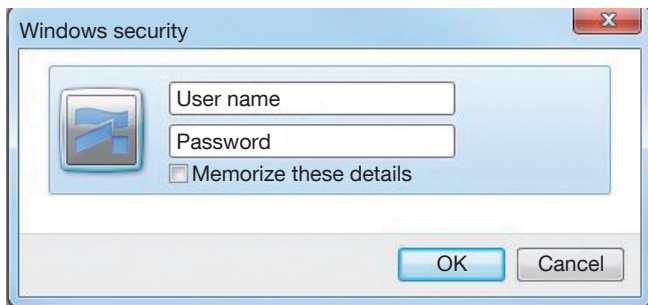 Windows security
User name
Password
Memorize these details
OK
Cancel